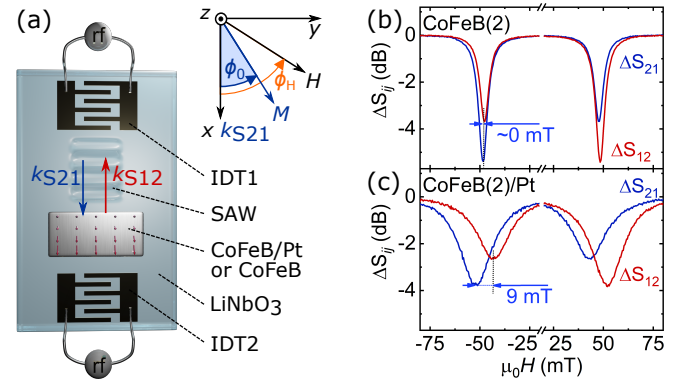 (a)
rf
z
y
ϕ0
ϕH
H
M
x kS21
kS21 kS12
IDT1
SAW
CoFeB/Pt
or CoFeB
LiNbO3
IDT2
rf
(b)
CoFeB(2)
0
-2
-4
ΔSij (dB)
ΔS21
~0 mT
ΔS12
(c)
CoFeB(2)/Pt
ΔS21
0
-2
-4
ΔSij (dB)
9 mT
ΔS12
-75 -50 -25 25 50 75
μ0H (mT)